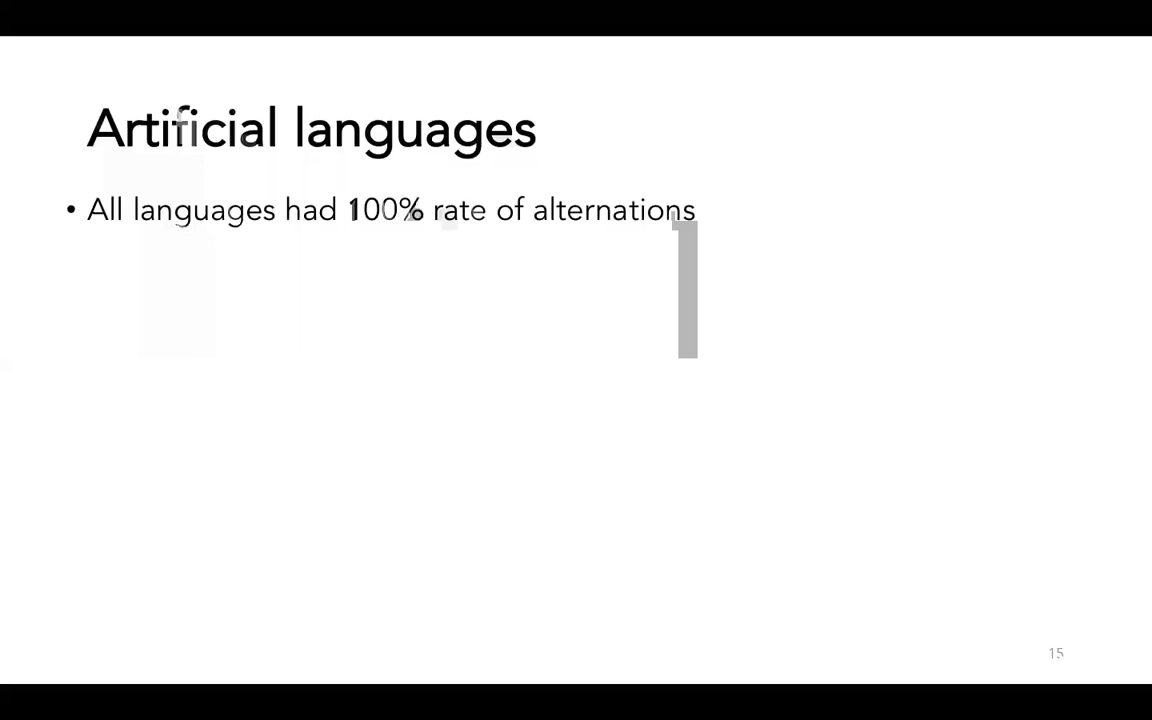 Artificial languages
• All languages had 100% rate of alternations
15